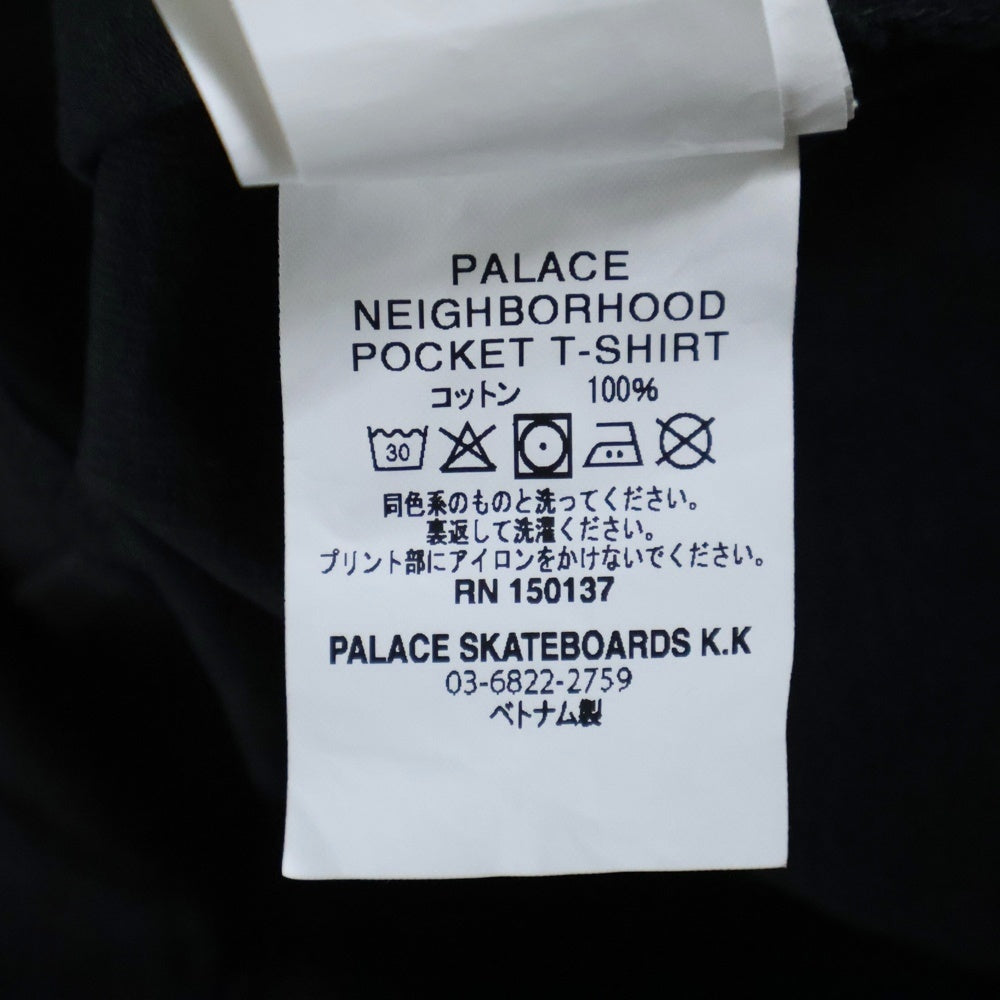 PALACE
NEIGHBORHOOD
POCKET T-SHIRT
コットン 100%
30
同色系のものと洗ってください。
裏返して洗濯ください。
プリント部にアイロンをかけないでください。
RN 150137
PALACE SKATEBOARDS K.K
03-6822-2759
ベトナム製